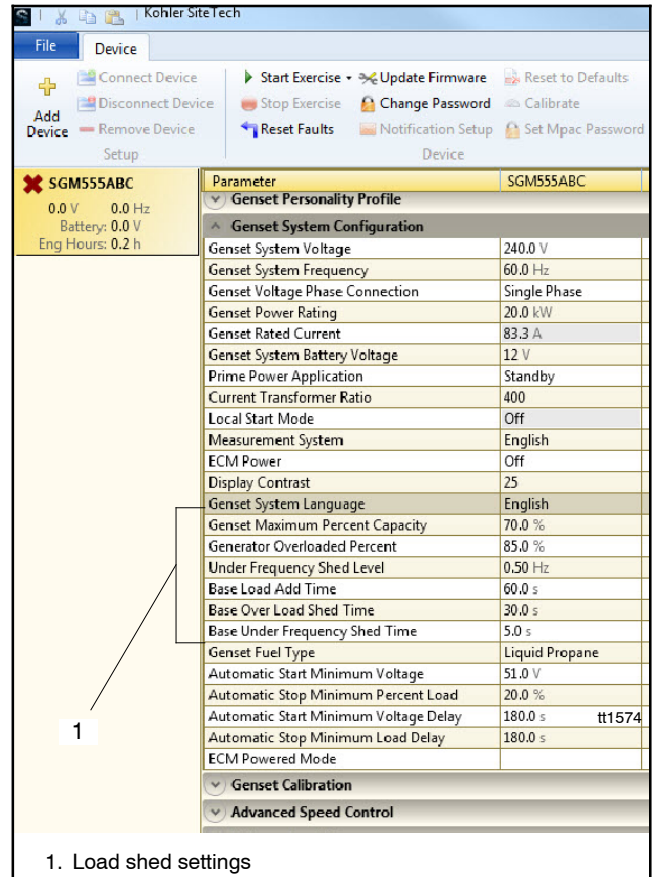 Kohler SiteTech
File Device
Add Device
Connect Device
Disconnect Device
Remove Device
Setup
Start Exercise
Stop Exercise
Reset Faults
Update Firmware
Change Password
Notification Setup
Reset to Defaults
Calibrate
Set Mpac Password
Device
SGM555ABC
0.0 V 0.0 Hz
Battery: 0.0 V
Eng Hours: 0.2 h
Parameter SGM555ABC
Genset Personality Profile
Genset System Configuration
Genset System Voltage 240.0 V
Genset System Frequency 60.0 Hz
Genset Voltage Phase Connection Single Phase
Genset Power Rating 20.0 kW
Genset Rated Current 83.3 A
Genset System Battery Voltage 12 V
Prime Power Application Standby
Current Transformer Ratio 400
Local Start Mode Off
Measurement System English
ECM Power Off
Display Contrast 25
Genset System Language English
Genset Maximum Percent Capacity 70.0 %
Generator Overloaded Percent 85.0 %
Under Frequency Shed Level 0.50 Hz
Base Load Add Time 60.0 s
Base Over Load Shed Time 30.0 s
Base Under Frequency Shed Time 5.0 s
Genset Fuel Type Liquid Propane
Automatic Start Minimum Voltage 51.0 V
Automatic Stop Minimum Percent Load 20.0 %
Automatic Start Minimum Voltage Delay 180.0 s tt1574
Automatic Stop Minimum Load Delay 180.0 s
ECM Powered Mode
Genset Calibration
Advanced Speed Control
1
1. Load shed settings